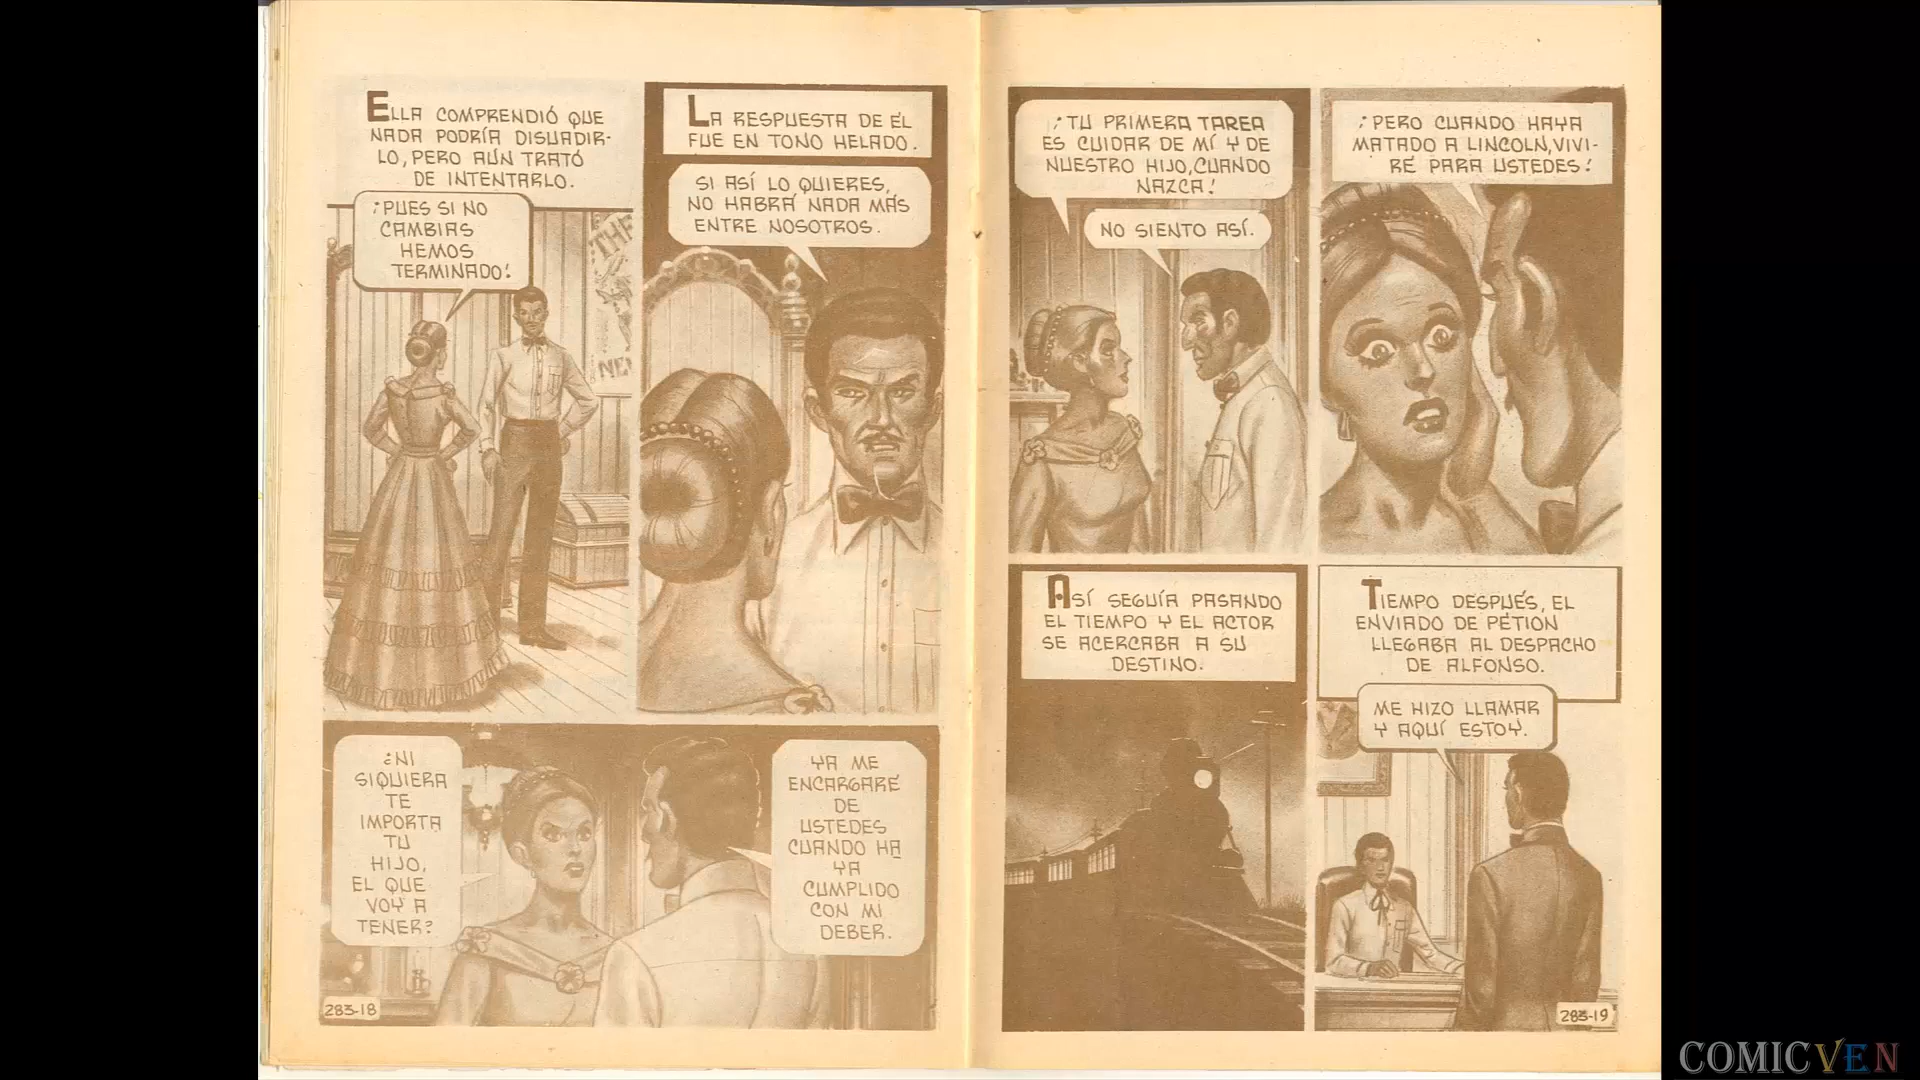 ELLA COMPRENDIÓ QUE
NADA PODRÍA DISUADIR-
LO, PERO AÚN TRATÓ
DE INTENTARLO.
¡PUES SI NO
CAMBIAS
HEMOS
TERMINADO!
THE
NEW
LA RESPUESTA DE ÉL
FUE EN TONO HELADO.
SI ASÍ LO QUIERES,
NO HABRÁ NADA MÁS
ENTRE NOSOTROS.
¿NI
SIQUIERA
TE
IMPORTA
TU
HIJO,
EL QUE
VOY A
TENER?
YA ME
ENCARGARÉ
DE
USTEDES
CUANDO HA
YA
CUMPLIDO
CON MI
DEBER.
283-18
¡TU PRIMERA TAREA
ES CUIDAR DE MÍ Y DE
NUESTRO HIJO, CUANDO
NAZCA!
NO SIENTO ASÍ.
¡PERO CUANDO HAYA
MATADO A LINCOLN, VIVI-
RÉ PARA USTEDES!
ASÍ SEGUÍA PASANDO
EL TIEMPO Y EL ACTOR
SE ACERCABA A SU
DESTINO.
TIEMPO DESPUÉS, EL
ENVIADO DE PÉTION
LLEGABA AL DESPACHO
DE ALFONSO.
ME HIZO LLAMAR
Y AQUÍ ESTOY.
283-19
COMICVEN